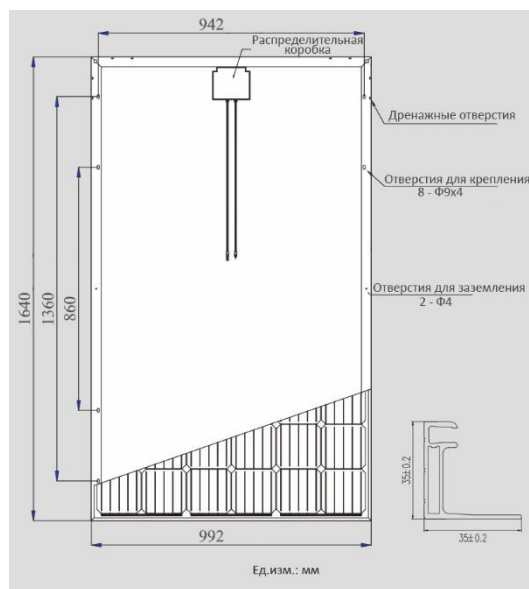 942
Распределительная
коробка
Дренажные отверстия
Отверстия для крепления
8 - Ф9х4
Отверстия для заземления
2 - Ф4
1640
1360
860
35±0.2
35±0.2
992
Ед.изм.: мм